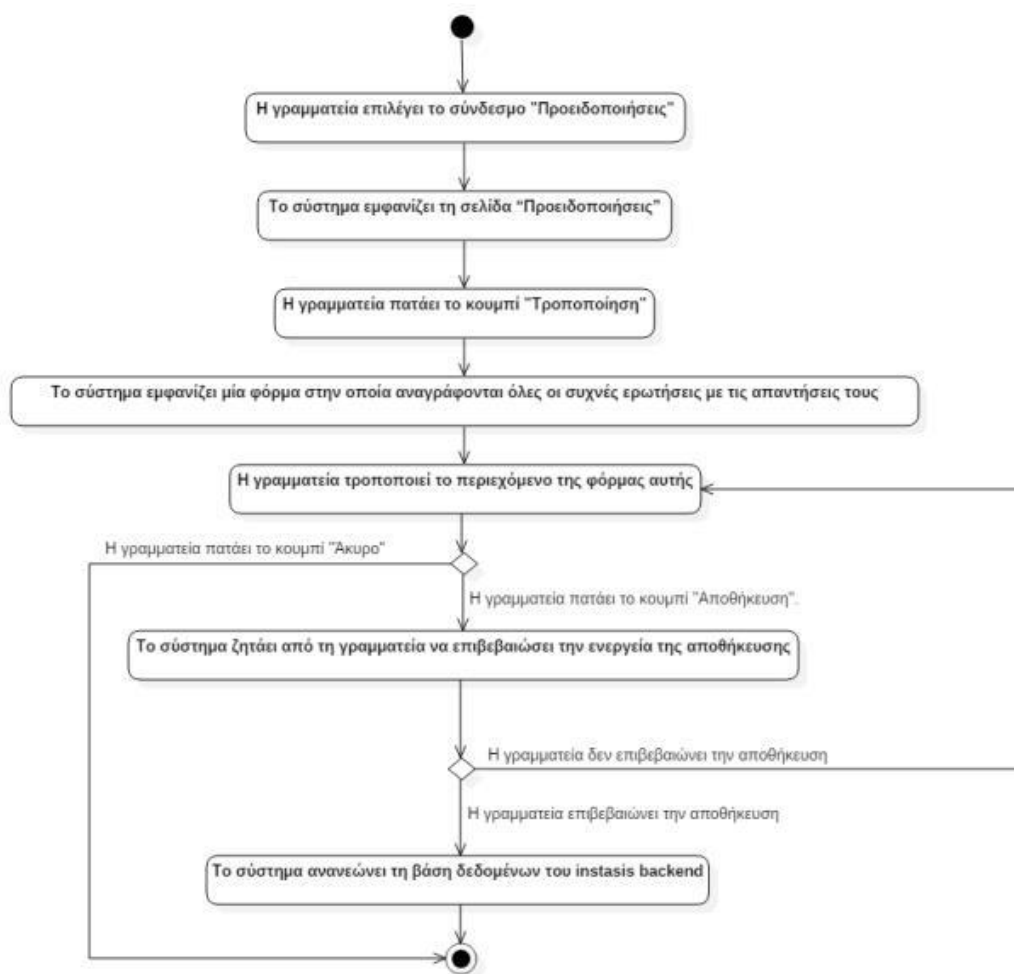 Η γραμματεία επιλέγει το σύνδεσμο "Προειδοποιήσεις"
Το σύστημα εμφανίζει τη σελίδα “Προειδοποιήσεις”
Η γραμματεία πατάει το κουμπί "Τροποποίηση"
Το σύστημα εμφανίζει μία φόρμα στην οποία αναγράφονται όλες οι συχνές ερωτήσεις με τις απαντήσεις τους
Η γραμματεία τροποποιεί το περιεχόμενο της φόρμας αυτής
Η γραμματεία πατάει το κουμπί "Άκυρο"
Η γραμματεία πατάει το κουμπί "Αποθήκευση".
Το σύστημα ζητάει από τη γραμματεία να επιβεβαιώσει την ενεργεία της αποθήκευσης
Η γραμματεία δεν επιβεβαιώνει την αποθήκευση
Η γραμματεία επιβεβαιώνει την αποθήκευση
Το σύστημα ανανεώνει τη βάση δεδομένων του instasis backend